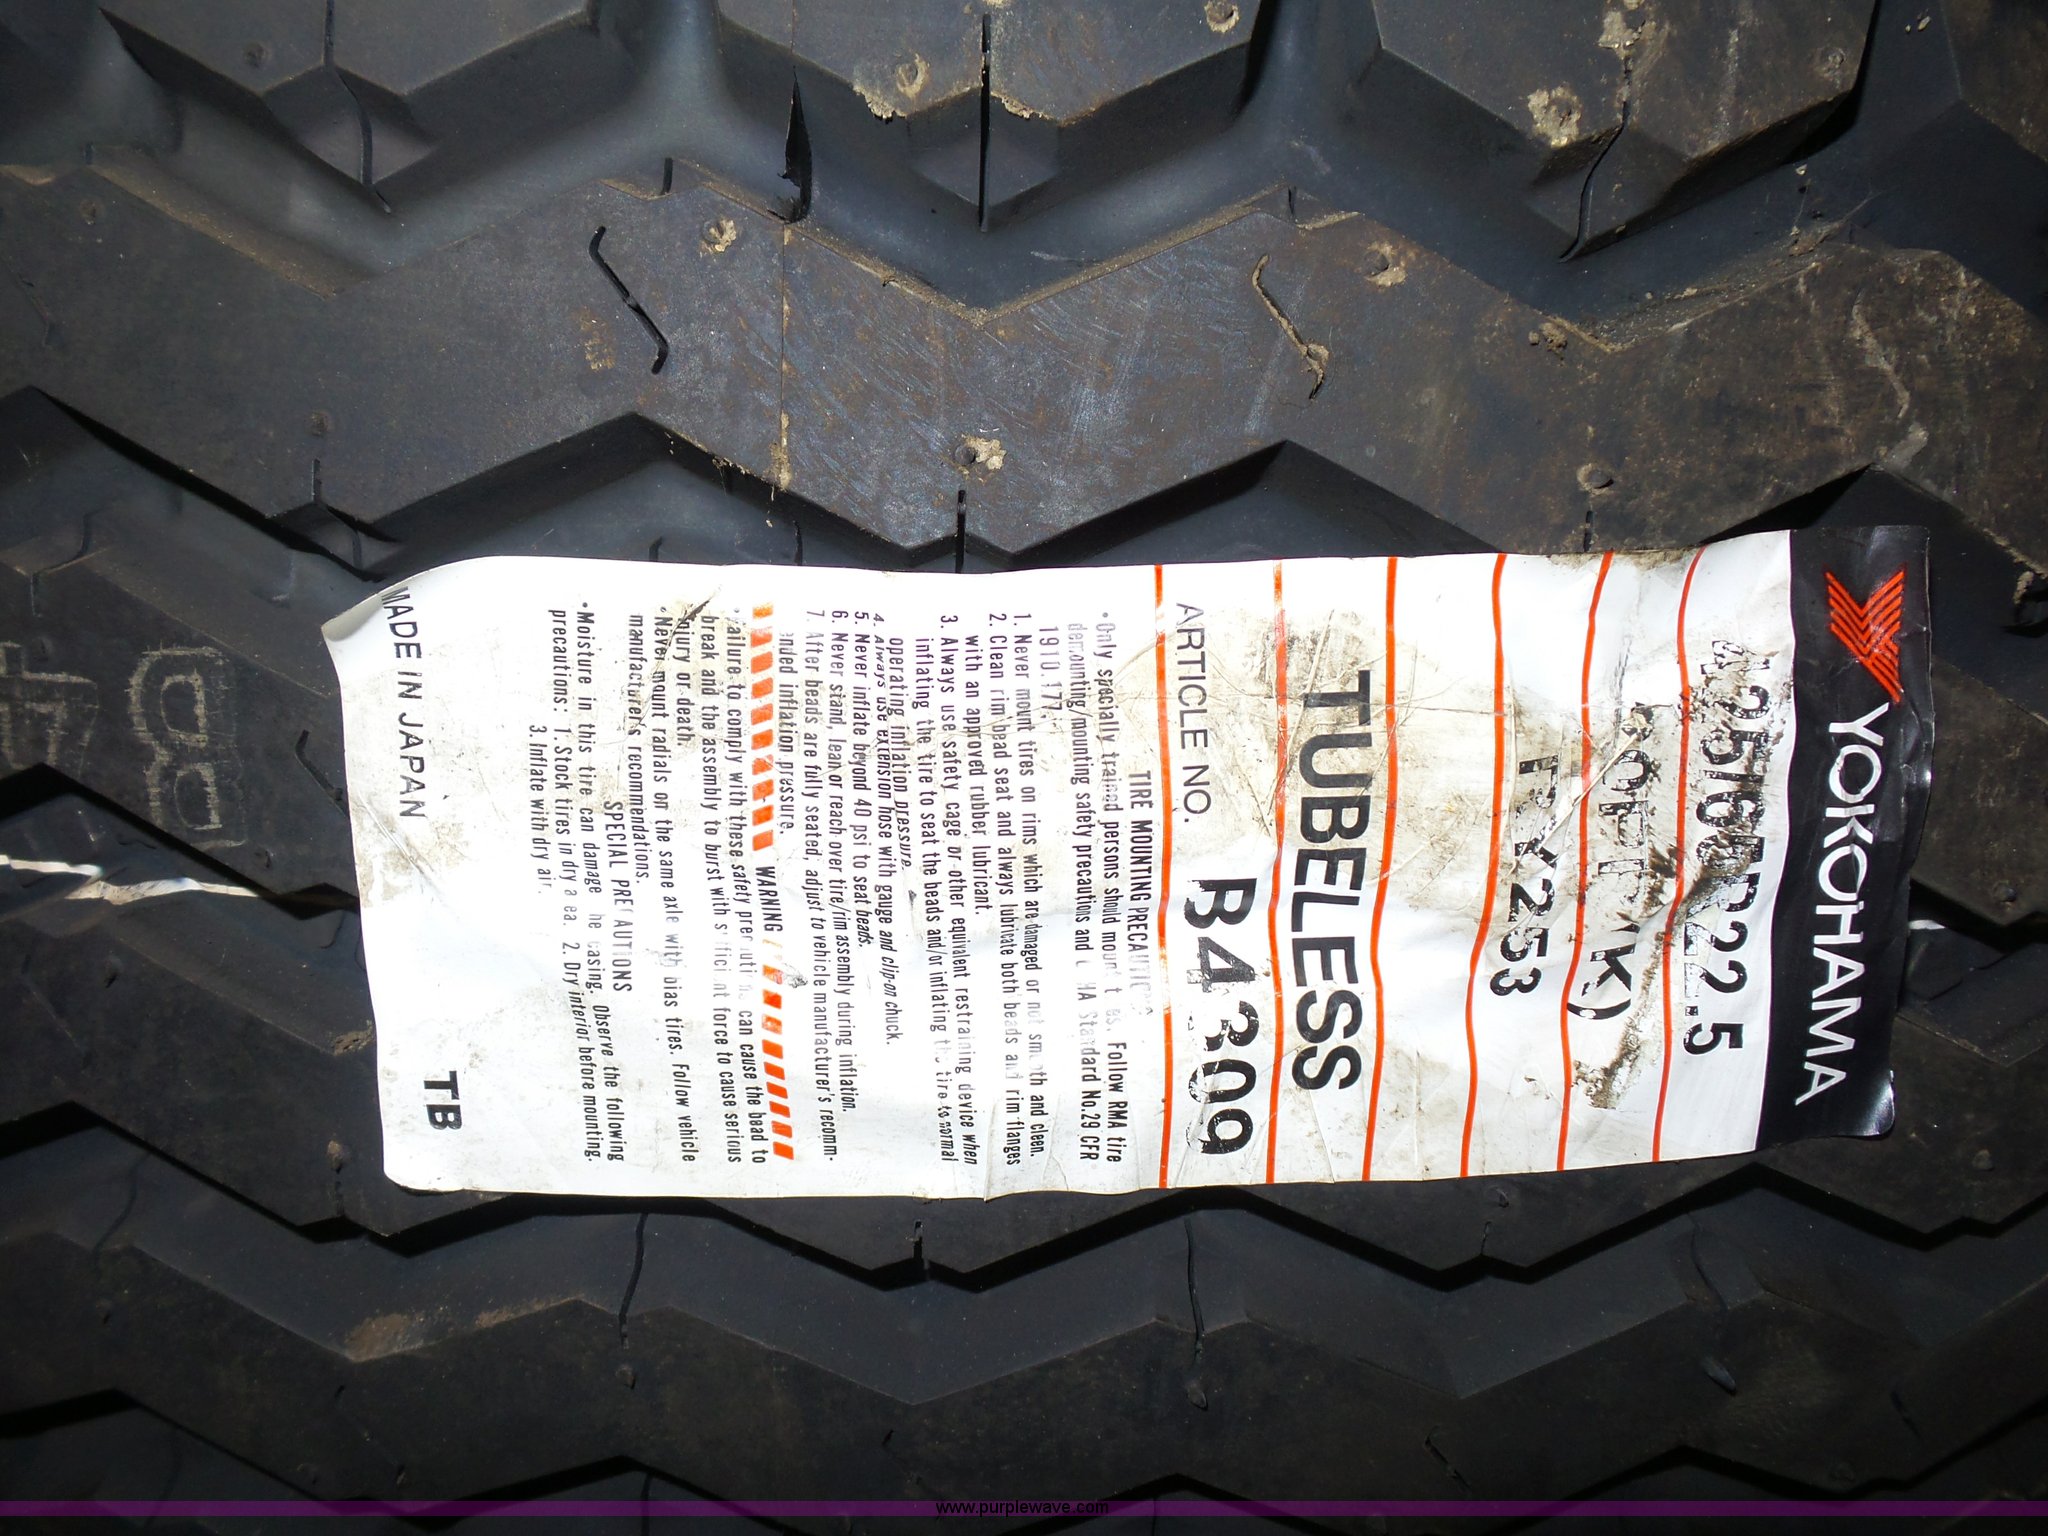 YOKOHAMA
425/65R22.5
TY253
TUBELESS
ARTICLE NO. B4309
TIRE MOUNTING PRECAUTIONS
•Only specially trained persons should mount Follow RMA tire
demounting/mounting safety precautions and Standard No.29 CFR
1910.177.
1. Never mount tires on rims which are damaged or not smooth and cleen.
2. Clean rim bead seat and always lubricate both beads and rim flanges
with an approved rubber lubricant.
3. Always use safety cage or other equivalent restraining device when
inflating the tire to seat the beads and/or inflating the tire to normal
operating inflation pressure.
4. Always use extension hose with gauge and clip-on chuck.
5. Never inflate beyond 40 psi to seat beads.
6. Never stand, lean or reach over tire/rim assembly during inflation.
7. After beads are fully seated, adjust to vehicle manufacturer's recomm-
ended inflation pressure.
WARNING
•Failure to comply with these safety precautions can cause the bead to
break and the assembly to burst with sufficient force to cause serious
injury or death.
•Never mount radials on the same axle with bias tires. Follow vehicle
manufacturer's recommendations.
SPECIAL PRECAUTIONS
•Moisture in this tire can damage the casing. Observe the following
precautions: 1. Stock tires in dry area. 2. Dry interior before mounting.
3. Inflate with dry air.
MADE IN JAPAN TB
www.purplewave.com